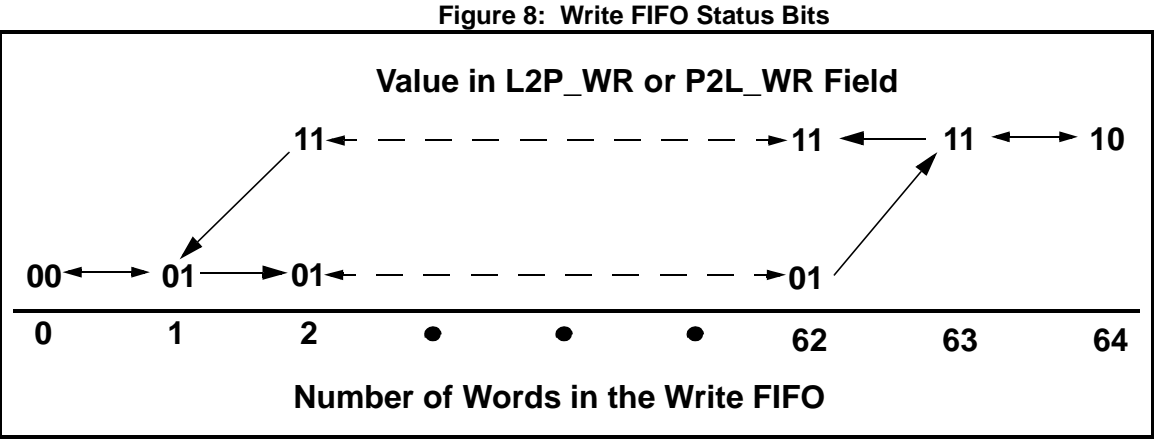 Figure 8: Write FIFO Status Bits
Value in L2P_WR or P2L_WR Field
11 11 11 10
00 01 01 01
0 1 2 62 63 64
Number of Words in the Write FIFO